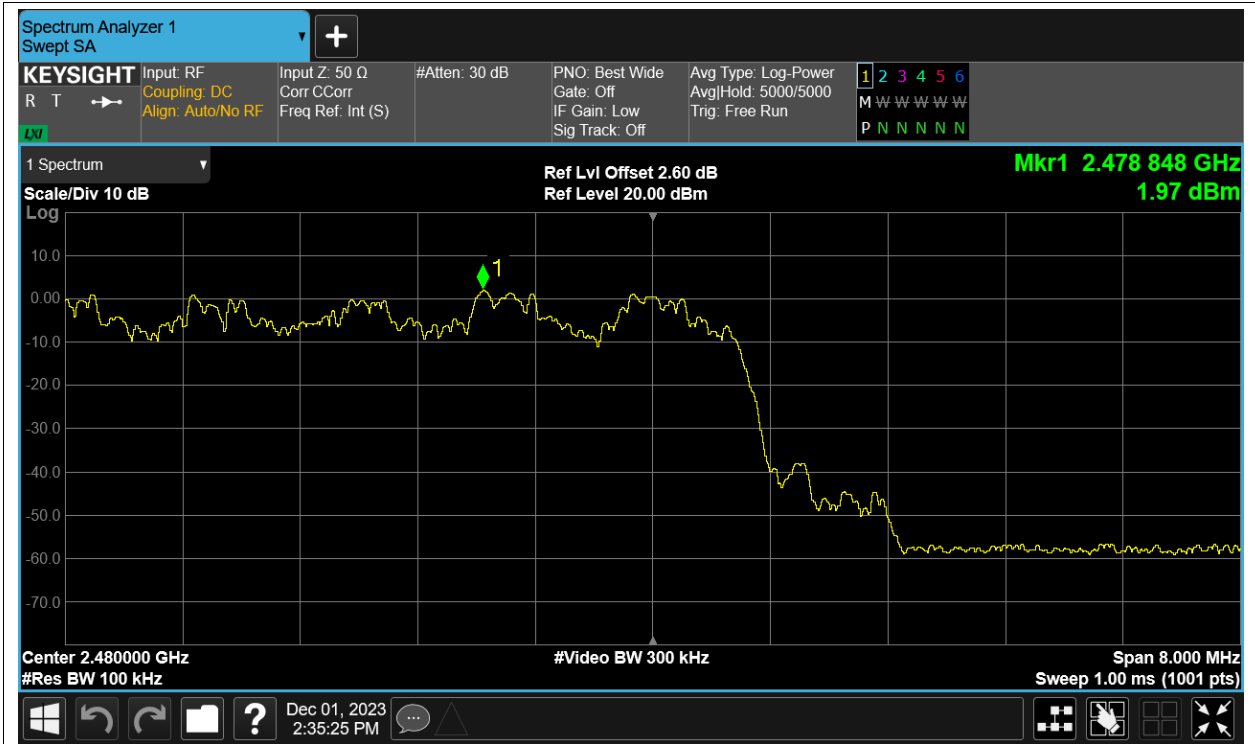 Spectrum Analyzer 1
Swept SA
KEYSIGHT
R T
LXI
Input: RF
Coupling: DC
Align: Auto/No RF
Input Z: 50 Ω
Corr CCorr
Freq Ref: Int (S)
#Atten: 30 dB
PNO: Best Wide
Gate: Off
IF Gain: Low
Sig Track: Off
Avg Type: Log-Power
Avg|Hold: 5000/5000
Trig: Free Run
1 2 3 4 5 6
M W W W W W
P N N N N N
1 Spectrum
Scale/Div 10 dB
Log
Ref Lvl Offset 2.60 dB
Ref Level 20.00 dBm
Mkr1 2.478 848 GHz
1.97 dBm
1
10.0
0.00
-10.0
-20.0
-30.0
-40.0
-50.0
-60.0
-70.0
Center 2.480000 GHz
#Video BW 300 kHz
Span 8.000 MHz
#Res BW 100 kHz
Sweep 1.00 ms (1001 pts)
?
Dec 01, 2023
2:35:25 PM